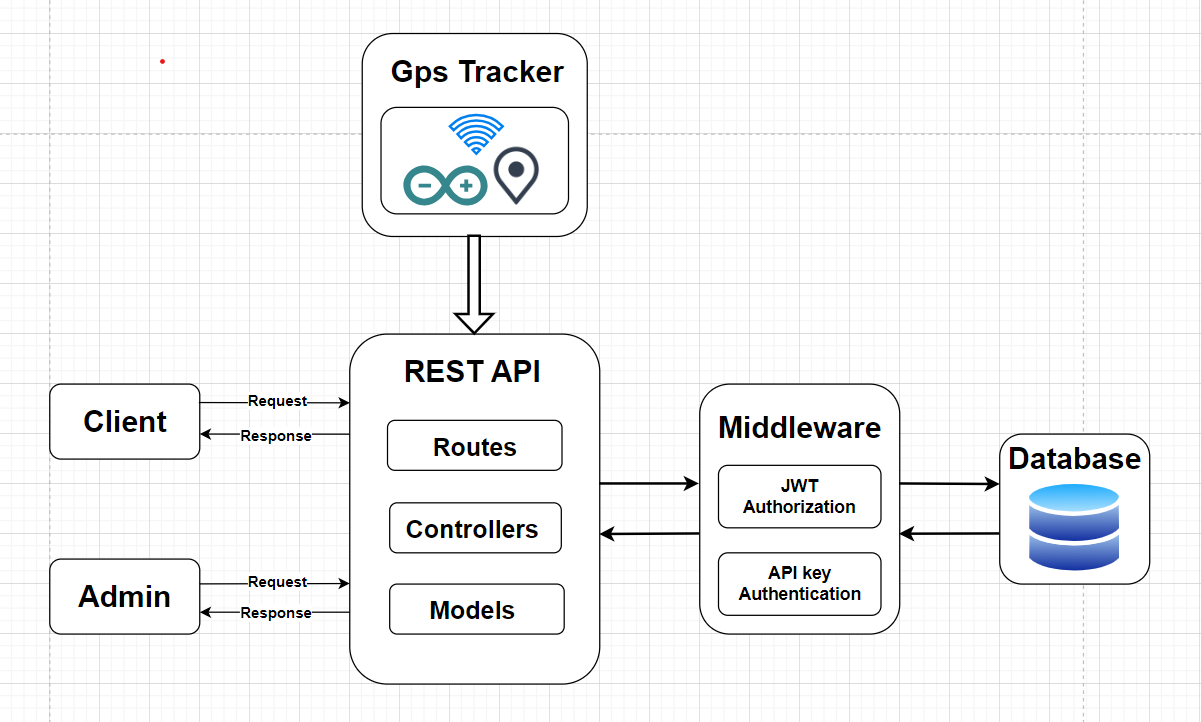 Gps Tracker
REST API
Client
Request
Response
Routes
Controllers
Models
Admin
Request
Response
Middleware
JWT
Authorization
API key
Authentication
Database